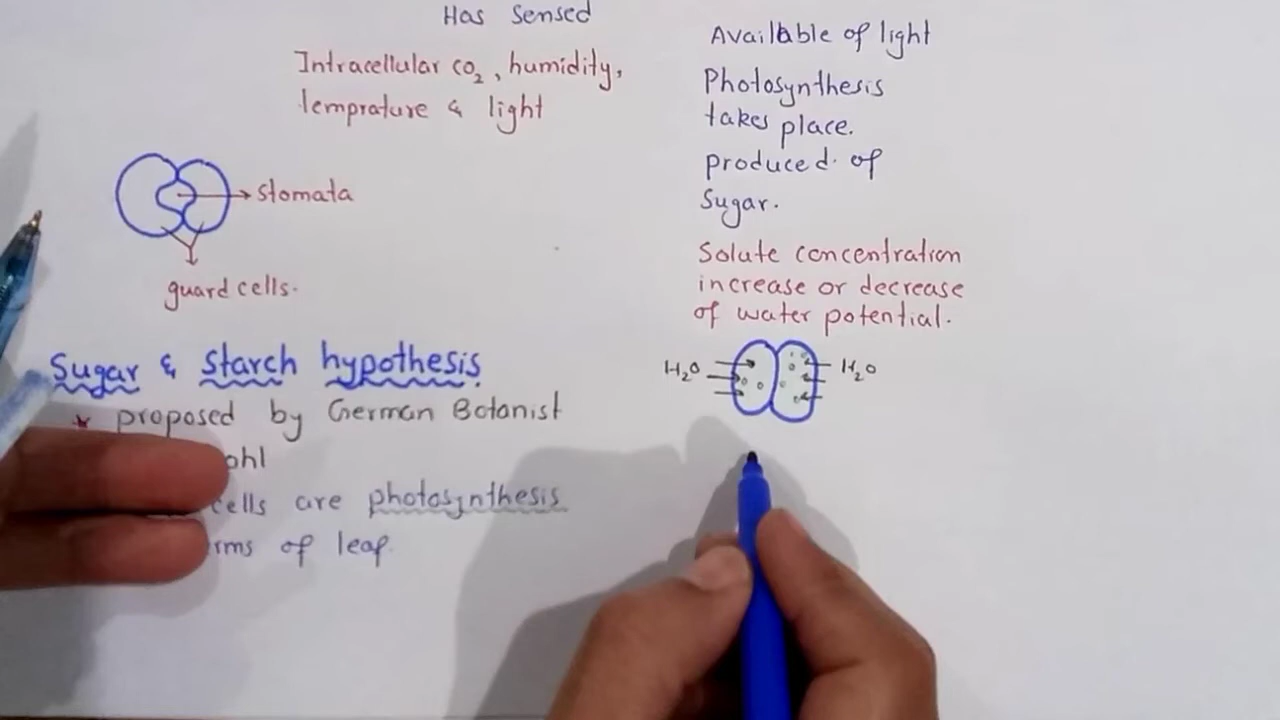 Has sensed
Intracellular CO2, humidity,
temprature & light
stomata
guard cells.
Sugar & Starch hypothesis
* proposed by German Botanist
ohl
cells are photosynthesis
rms of leaf.
Available of light
Photosynthesis
takes place.
produced. of
Sugar.
Solute concentration
increase or decrease
of water potential.
H2O
H2O